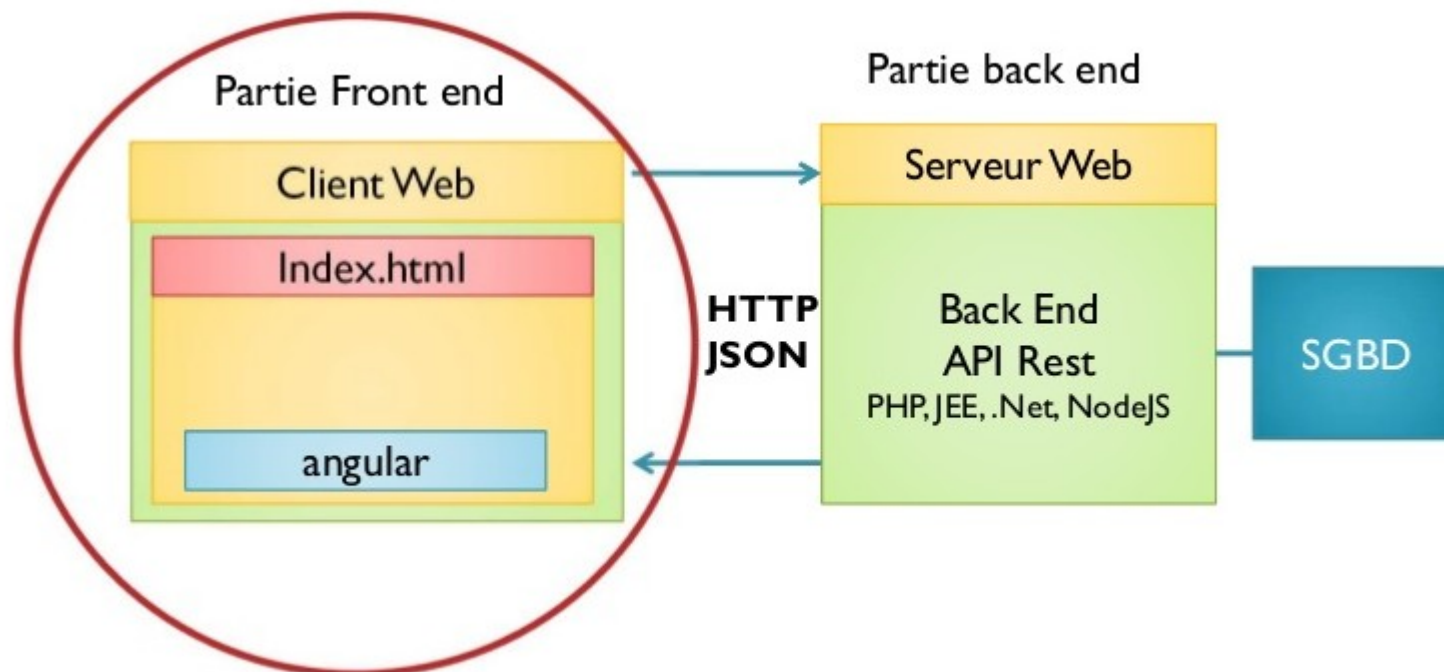 Partie Front end
Client Web
Index.html
angular
HTTP
JSON
Partie back end
Serveur Web
Back End
API Rest
PHP, JEE, .Net, NodeJS
SGBD